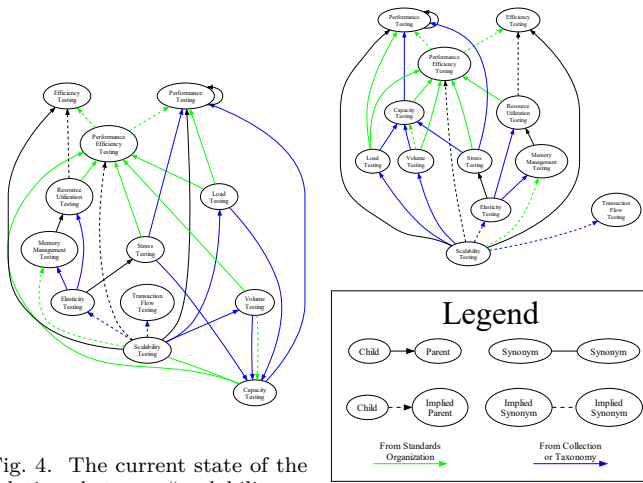 Efficiency
Testing
Performance
Testing
Performance
Efficiency
Testing
Resource
Utilization
Testing
Load
Testing
Memory
Management
Testing
Stress
Testing
Elasticity
Testing
Transaction
Flow
Testing
Volume
Testing
Scalability
Testing
Capacity
Testing
Fig. 4. The current state of the
Performance
Testing
Efficiency
Testing
Performance
Efficiency
Testing
Capacity
Testing
Resource
Utilization
Testing
Load
Testing
Volume
Testing
Stress
Testing
Memory
Management
Testing
Elasticity
Testing
Transaction
Flow
Testing
Scalability
Testing
Legend
Child Parent Synonym Synonym
Child Implied
Parent
Implied
Synonym
Implied
Synonym
From Standards
Organization
From Collection
or Taxonomy